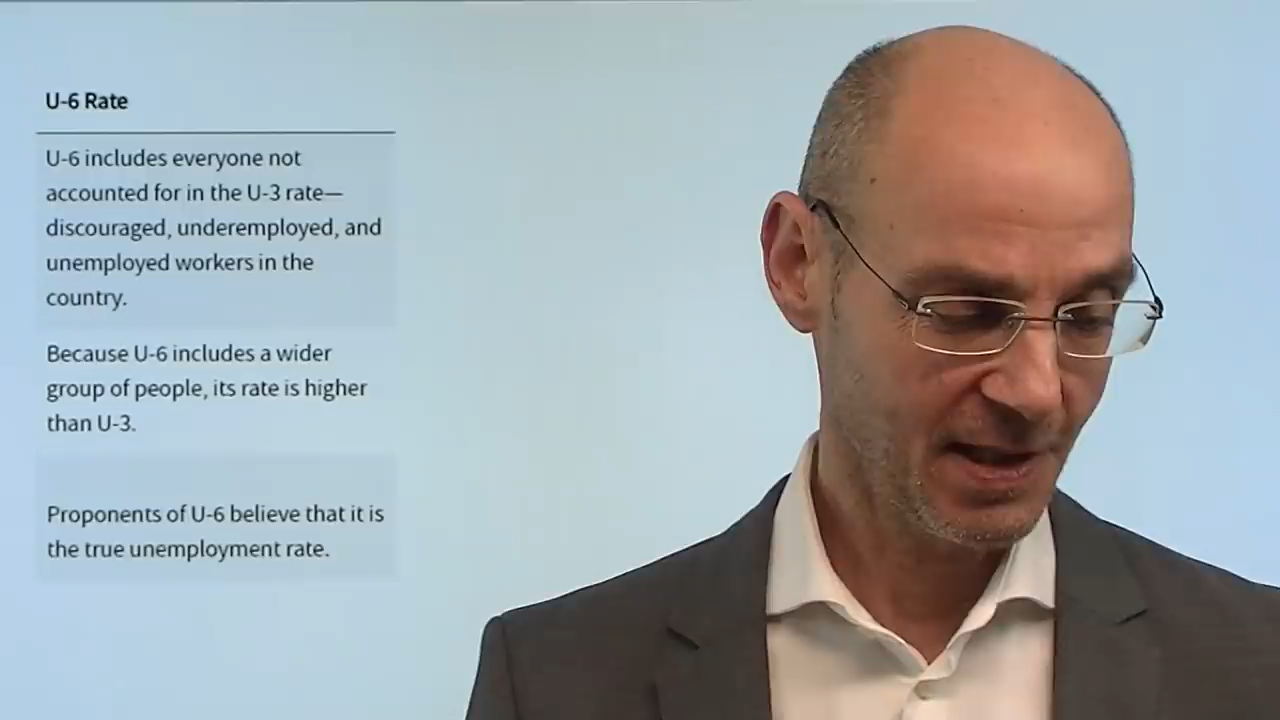 U-6 Rate
U-6 includes everyone not
accounted for in the U-3 rate—
discouraged, underemployed, and
unemployed workers in the
country.
Because U-6 includes a wider
group of people, its rate is higher
than U-3.
Proponents of U-6 believe that it is
the true unemployment rate.